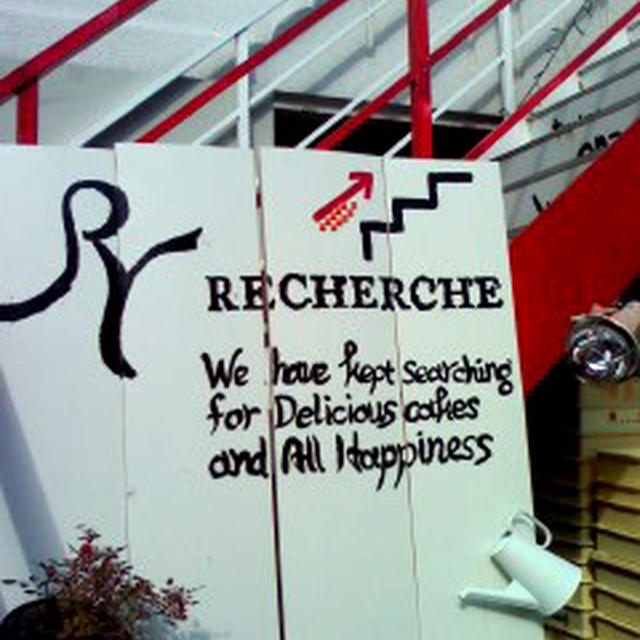 RECHERCHE
We have kept searching
for Delicious cakes
and All Happiness